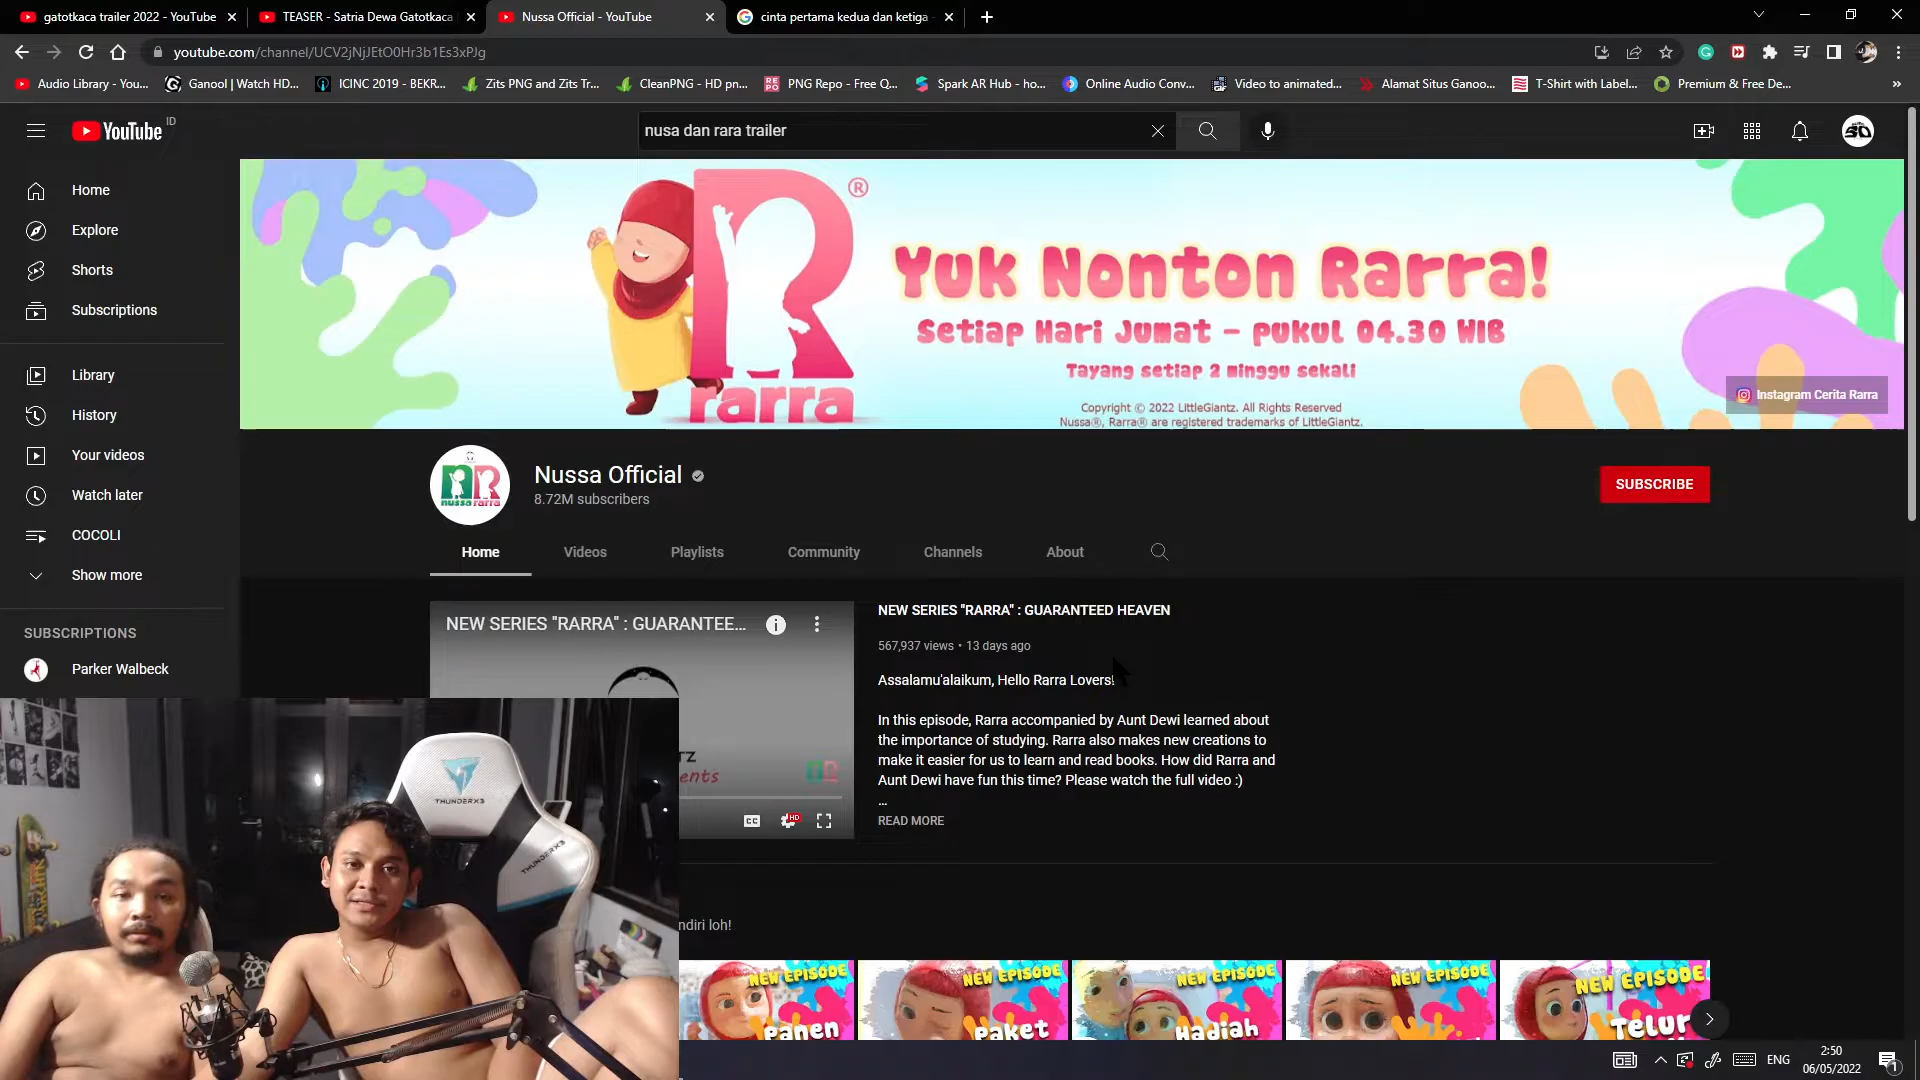 gatotkaca trailer 2022 - YouTube
TEASER - Satria Dewa Gatotkaca
Nussa Official - YouTube
cinta pertama kedua dan ketiga
youtube.com/channel/UCV2jNjJEtO0Hr3b1Es3xPJg
Audio Library - You...
Ganool | Watch HD...
ICINC 2019 - BEKR...
Zits PNG and Zits Tr...
CleanPNG - HD pn...
PNG Repo - Free Q...
Spark AR Hub - ho...
Online Audio Conv...
Video to animated...
Alamat Situs Ganoo...
T-Shirt with Label...
Premium & Free De...
YouTube ID
nusa dan rara trailer
Home
Explore
Shorts
Subscriptions
Library
History
Your videos
Watch later
COCOLI
Show more
SUBSCRIPTIONS
Parker Walbeck
R®
rarra
Yuk Nonton Rarra!
Setiap Hari Jumat - pukul 04.30 WIB
Tayang setiap 2 minggu sekali
Copyright © 2022 LittleGiantz. All Rights Reserved
Nussa®, Rarra® are registered trademarks of LittleGiantz.
Instagram Cerita Rarra
nussa rarra
Nussa Official
8.72M subscribers
SUBSCRIBE
Home
Videos
Playlists
Community
Channels
About
NEW SERIES "RARRA" : GUARANTEE...
TZ
ents
HD
NEW SERIES "RARRA" : GUARANTEED HEAVEN
567,937 views • 13 days ago
Assalamu'alaikum, Hello Rarra Lovers!
In this episode, Rarra accompanied by Aunt Dewi learned about
the importance of studying. Rarra also makes new creations to
make it easier for us to learn and read books. How did Rarra and
Aunt Dewi have fun this time? Please watch the full video :)
...
READ MORE
ndiri loh!
NEW EPISODE
Panen
NEW EPISODE
Paket
NEW EPISODE
Hadiah
NEW EPISODE
NEW EPISODE
Telur
THUNDERX3
THUNDERX3
ENG
2:50
06/05/2022
1